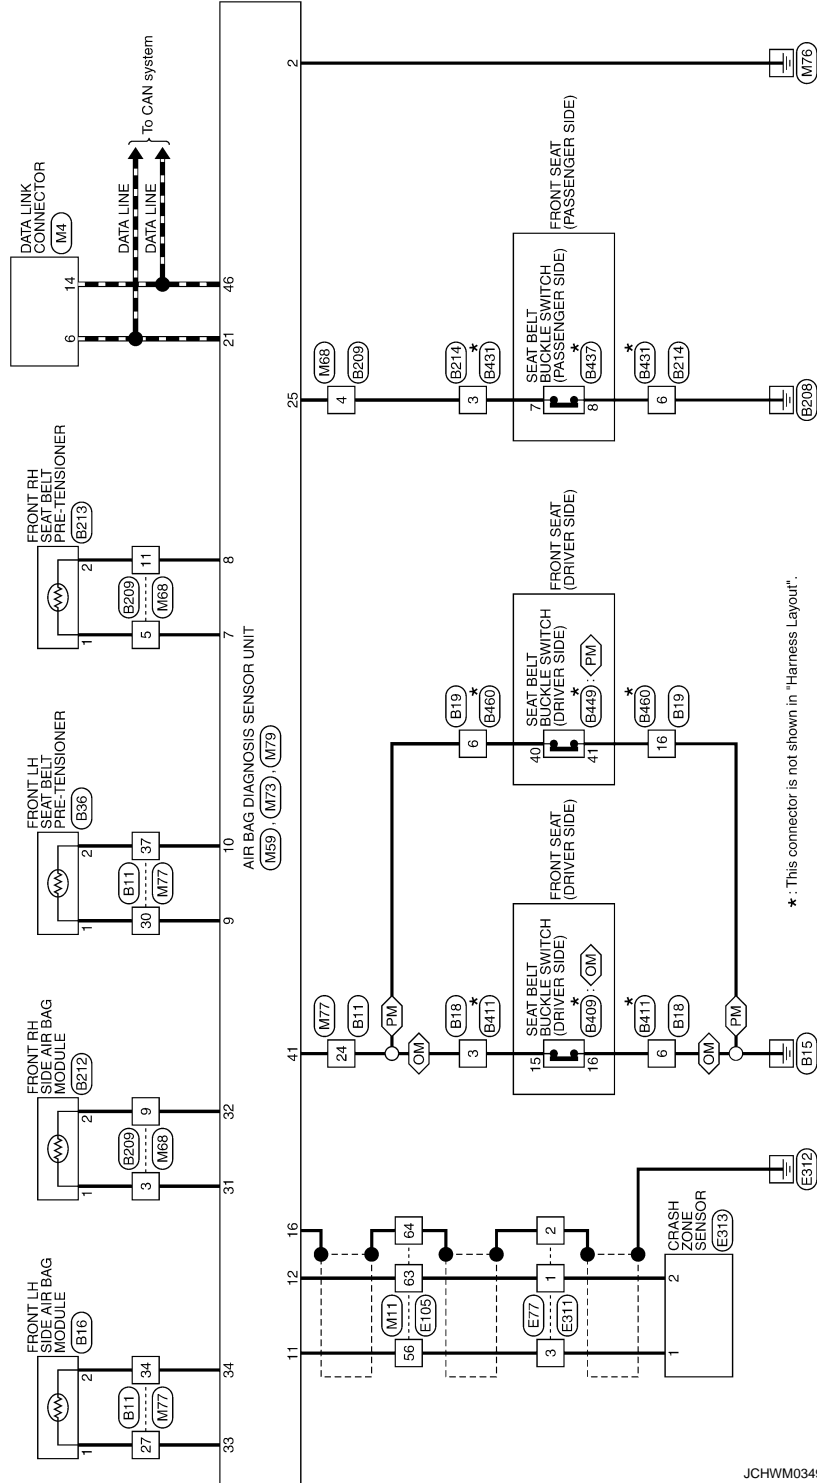 DATA LINK
CONNECTOR
M4
14
6
DATA LINE
DATA LINE
To CAN system
46
21
FRONT RH
SEAT BELT
PRE-TENSIONER
B213
2
1
11
5
B209
M68
8
7
FRONT LH
SEAT BELT
PRE-TENSIONER
B36
2
1
37
30
B11
M77
10
9
FRONT RH
SIDE AIR BAG
MODULE
B212
2
1
9
3
B209
M68
32
31
FRONT LH
SIDE AIR BAG
MODULE
B16
2
1
34
27
B11
M77
34
33
AIR BAG DIAGNOSIS SENSOR UNIT
M59 , M73 , M79
2
M76
25
4
M68
B209
3
B214
* B431
FRONT SEAT
(PASSENGER SIDE)
SEAT BELT
BUCKLE SWITCH
(PASSENGER SIDE)
* B437
7
8
6
* B431
B214
B208
41
24
M77
B11
PM
OM
6
B19
* B460
FRONT SEAT
(DRIVER SIDE)
SEAT BELT
BUCKLE SWITCH
(DRIVER SIDE)
* B449 : PM
40
41
16
* B460
B19
3
B18
* B411
FRONT SEAT
(DRIVER SIDE)
SEAT BELT
BUCKLE SWITCH
(DRIVER SIDE)
* B409 : OM
15
16
6
* B411
B18
OM
PM
B15
16
12
11
64
63
56
M11
E105
2
1
3
E77
E311
E312
CRASH
ZONE
SENSOR
E313
2
1
* : This connector is not shown in "Harness Layout".